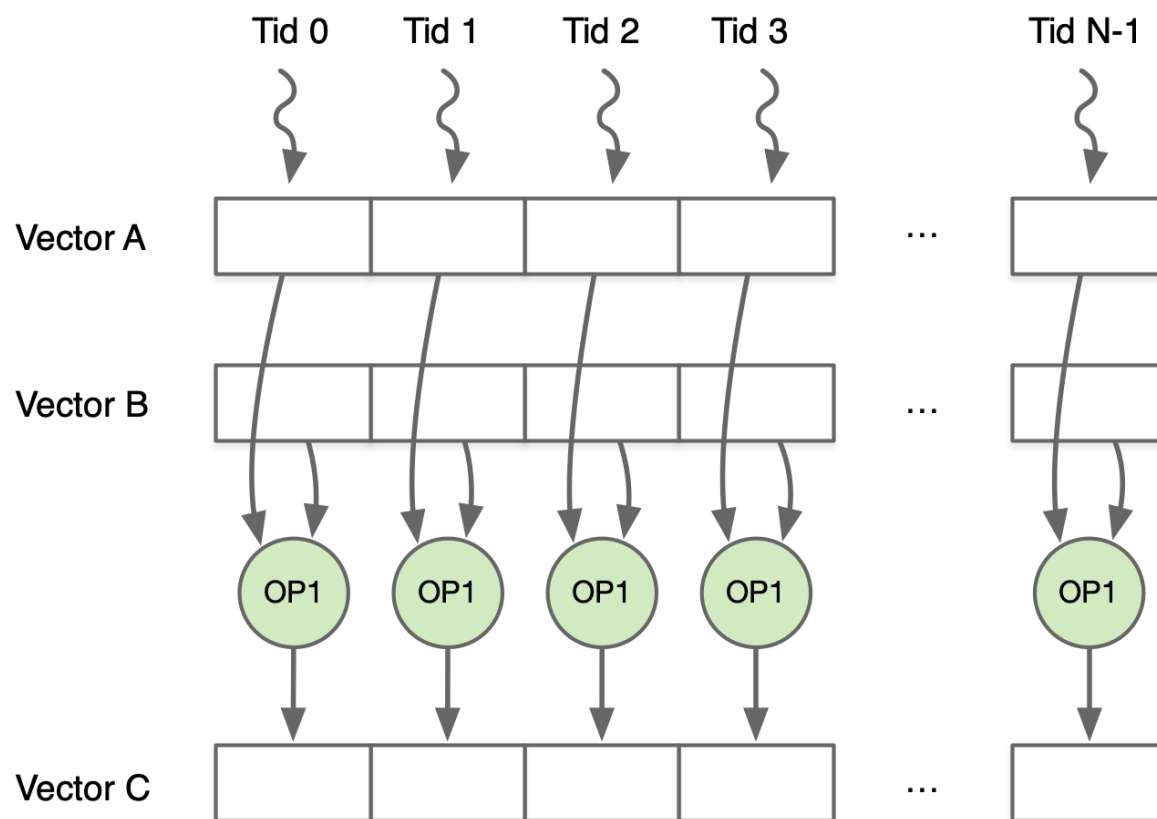 Tid 0 Tid 1 Tid 2 Tid 3 Tid N-1
Vector A ...
Vector B ...
OP1 OP1 OP1 OP1 OP1
Vector C ...